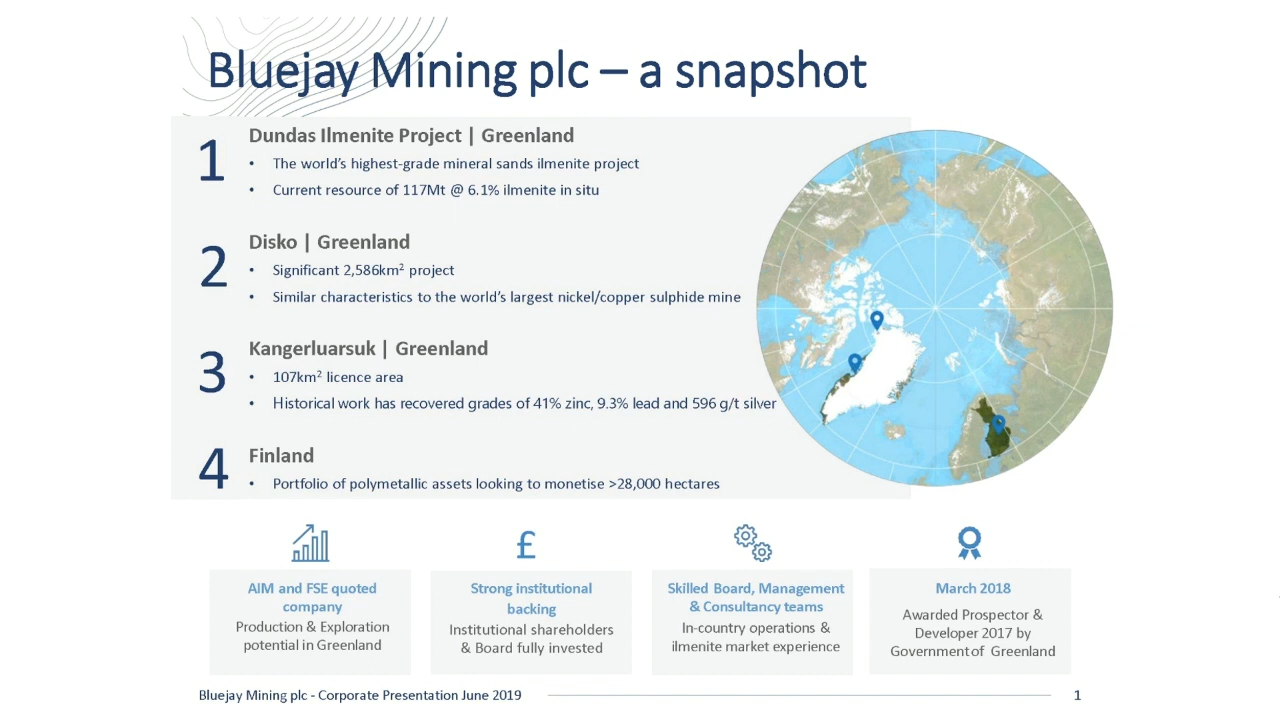 Bluejay Mining plc – a snapshot
1
Dundas Ilmenite Project | Greenland
• The world's highest-grade mineral sands ilmenite project
• Current resource of 117Mt @ 6.1% ilmenite in situ
2
Disko | Greenland
• Significant 2,586km² project
• Similar characteristics to the world's largest nickel/copper sulphide mine
3
Kangerluarsuk | Greenland
• 107km² licence area
• Historical work has recovered grades of 41% zinc, 9.3% lead and 596 g/t silver
4
Finland
• Portfolio of polymetallic assets looking to monetise >28,000 hectares
£
AIM and FSE quoted
company
Production & Exploration
potential in Greenland
Strong institutional
backing
Institutional shareholders
& Board fully invested
Skilled Board, Management
& Consultancy teams
In-country operations &
ilmenite market experience
March 2018
Awarded Prospector &
Developer 2017 by
Government of Greenland
Bluejay Mining plc - Corporate Presentation June 2019
1